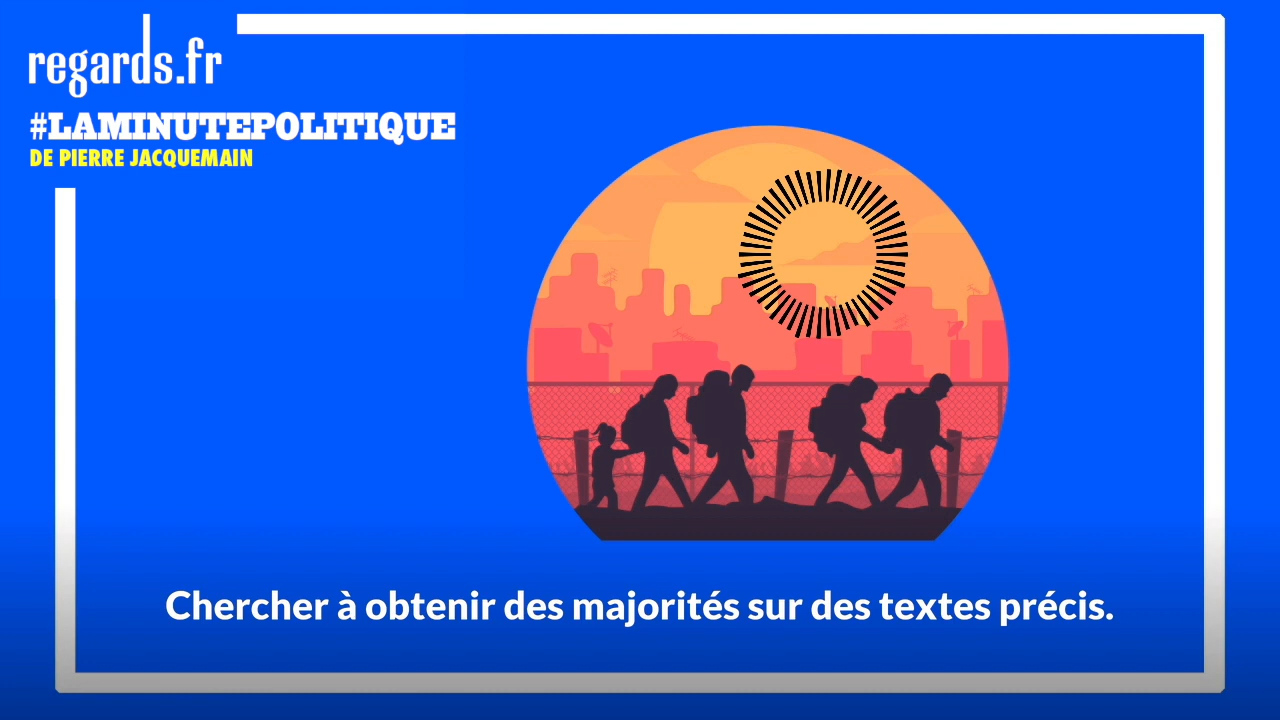 regards.fr
#LAMINUTEPOLITIQUE
DE PIERRE JACQUEMAIN
Chercher à obtenir des majorités sur des textes précis.